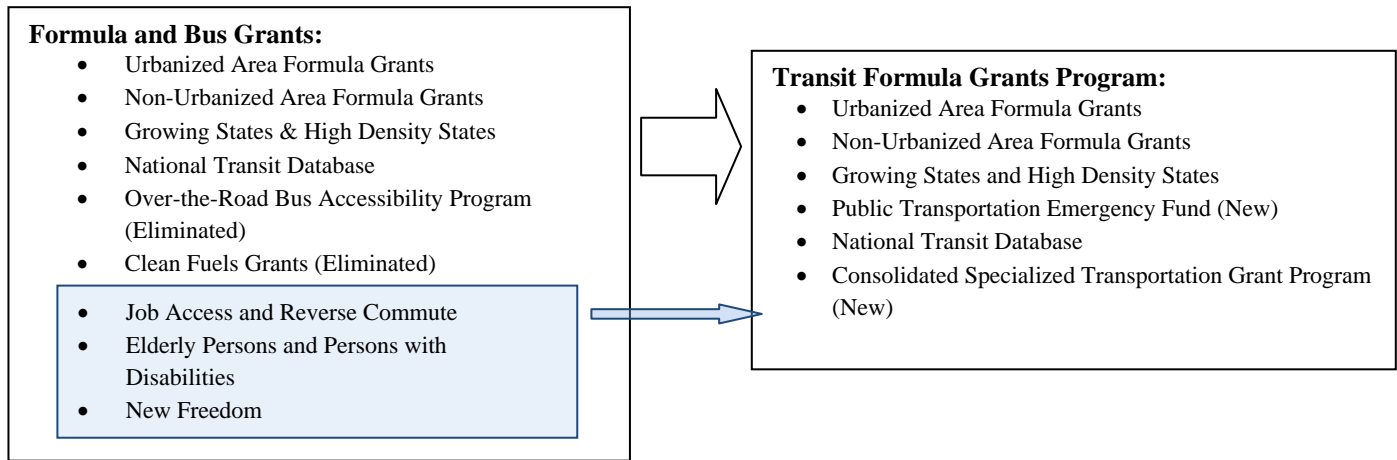 Formula and Bus Grants:
• Urbanized Area Formula Grants
• Non-Urbanized Area Formula Grants
• Growing States & High Density States
• National Transit Database
• Over-the-Road Bus Accessibility Program
(Eliminated)
• Clean Fuels Grants (Eliminated)
• Job Access and Reverse Commute
• Elderly Persons and Persons with
Disabilities
• New Freedom
Transit Formula Grants Program:
• Urbanized Area Formula Grants
• Non-Urbanized Area Formula Grants
• Growing States and High Density States
• Public Transportation Emergency Fund (New)
• National Transit Database
• Consolidated Specialized Transportation Grant Program
(New)